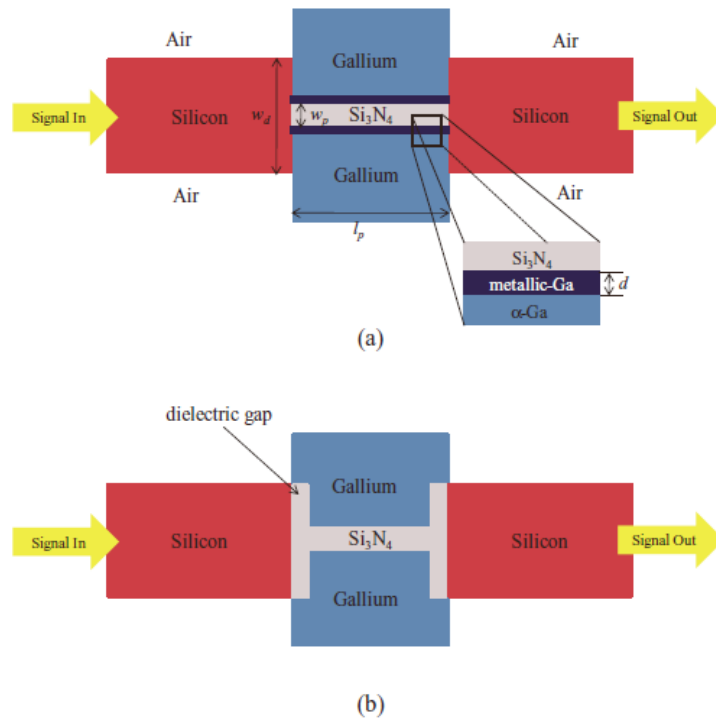 Air
Air
Gallium
Signal In
Silicon
w_d
w_p
Si₃N₄
Silicon
Signal Out
Gallium
Air
Air
l_p
Si₃N₄
metallic-Ga
d
α-Ga
(a)
dielectric gap
Gallium
Signal In
Silicon
Si₃N₄
Silicon
Signal Out
Gallium
(b)